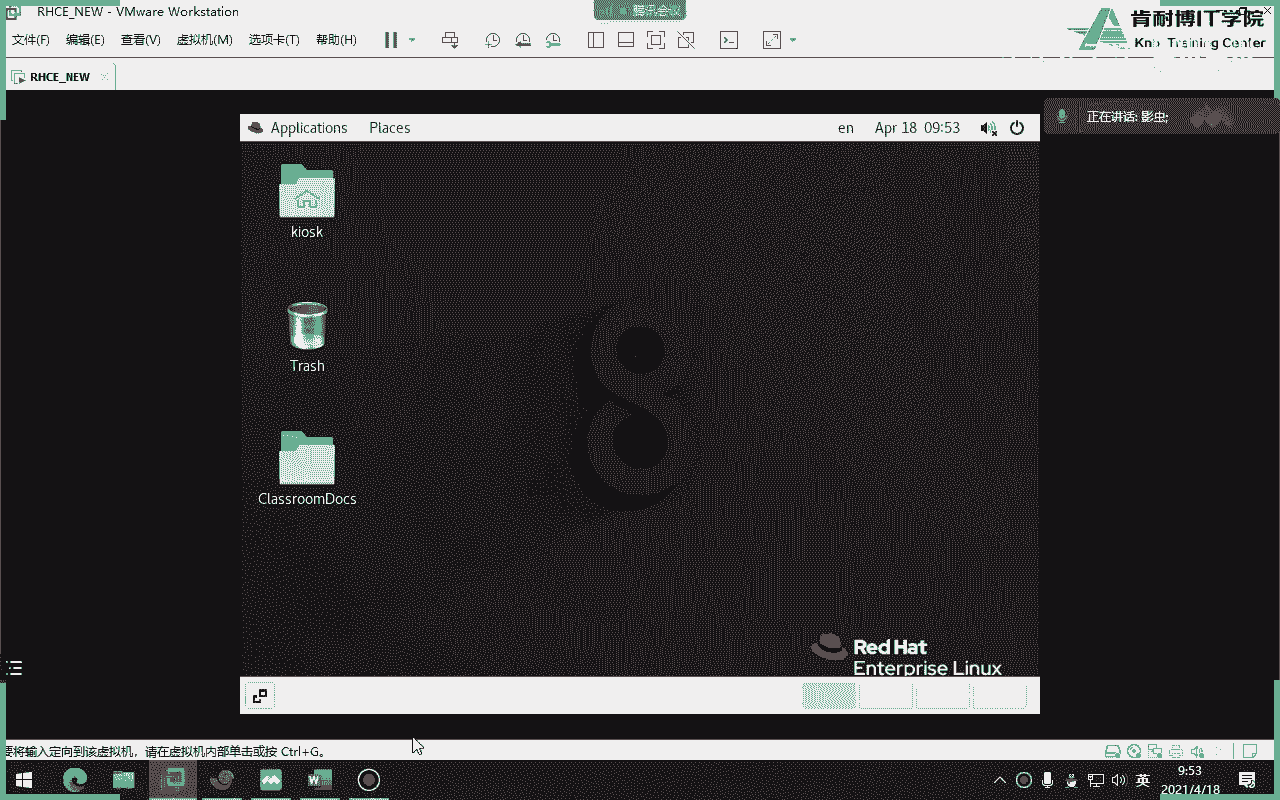 RHCE_NEW - VMware Workstation
腾讯会议
肯耐博IT学院
文件(F) 编辑(E) 查看(V) 虚拟机(M) 选项卡(T) 帮助(H)
Training Center
RHCE_NEW
正在讲话: 影虫;
Applications Places en Apr 18 09:53
kiosk
Trash
ClassroomDocs
8
Red Hat
Enterprise Linux
要将输入定向到该虚拟机，请在虚拟机内部单击或按 Ctrl+G。
英 9:53
2021/4/18